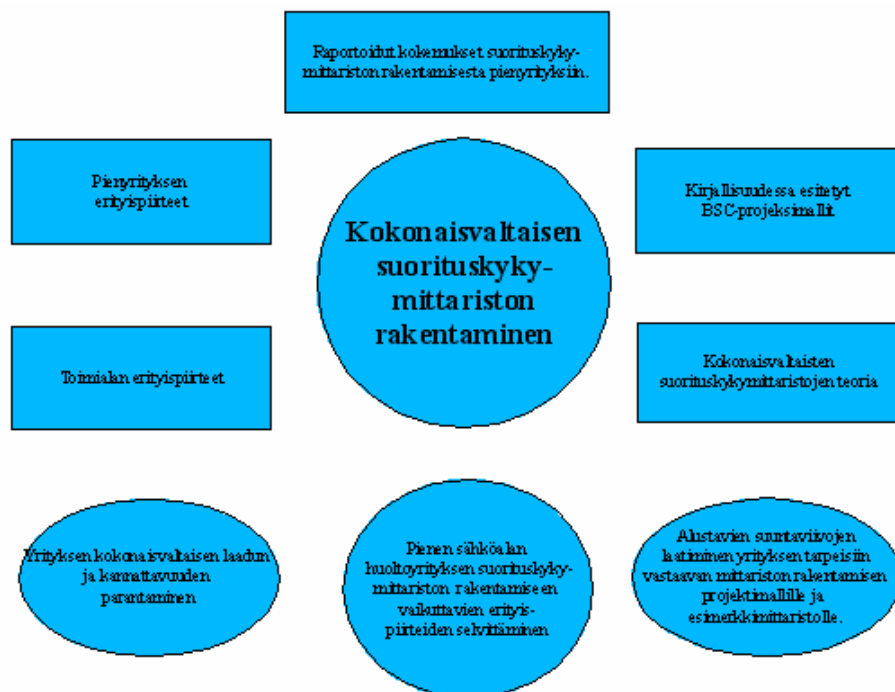 Raportoidut kokemukset suorituskyky-
mittariston rakentamisesta pienyrityksiin.
Pienyrityksen
erityispiirteet
Kirjallisuudessa esitetyt
BSC-projeksimallit
Kokonaisvaltaisen
suorituskyky-
mittariston
rakentaminen
Toimialan erityispiirteet
Kokonaisvaltaisten
suorituskykymittaristojen teoria
Yrityksen kokonaisvaltaisen laadun
ja kannattavuuden
parantaminen
Pienen sähköalan
huoltoyrityksen suorituskyky-
mittariston rakentamiseen
vaikuttavien erityis-
piirteiden selvittäminen
Alustavien suuntaviivojen
laatiminen yrityksen tarpeisiin
vastaavan mittariston rakentamisen
projektimallille ja
esimerkkimittaristolle.